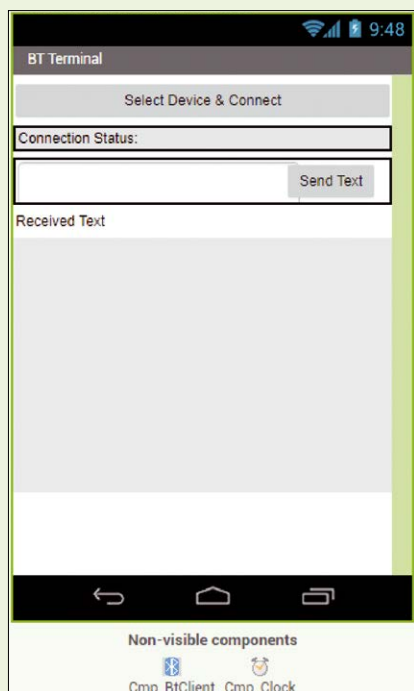 9:48
BT Terminal
Select Device & Connect
Connection Status:
Send Text
Received Text
Non-visible components
Cmp_BtClient Cmp_Clock